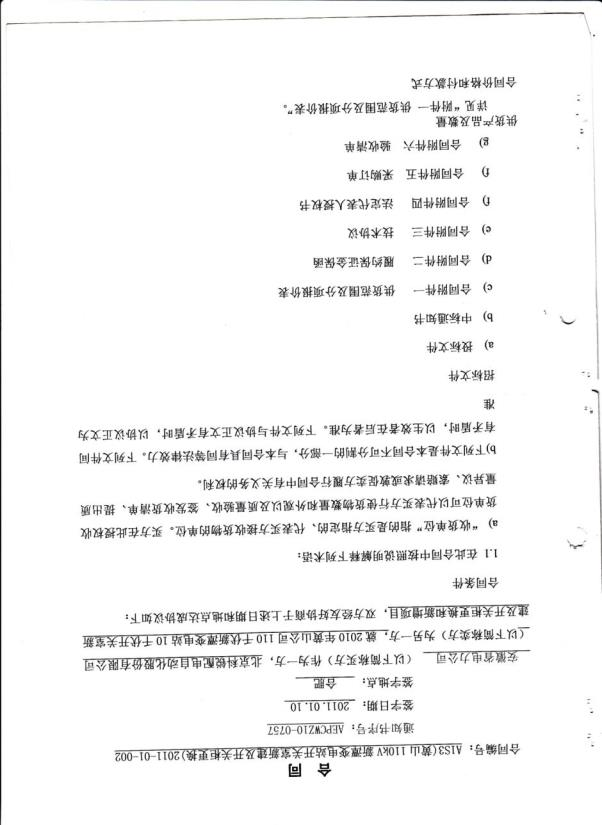 合 同
合同编号: A1S3(黄山110kV新潭变电站开关室新建及开关柜更换)2011-01-002
通知书序号: AEPCWZ10-0757
签字日期: 2011.01.10
签字地点: 合肥
安徽省电力公司 (以下简称买方) 作为一方, 北京科锐配电自动化股份有限公司
(以下简称卖方) 为另一方, 就 2010 年黄山公司 110 千伏新潭变电站 10 千伏开关室新
建及开关柜更换和新增项目, 双方经友好协商于上述日期和地点达成协议如下:
合同条件
1.1 在此合同中按照说明解释下列术语:
a) “收货单位”指的是买方指定的、代表买方接收货物的单位。买方在此授权收
货单位可以代表买方行使货物数量和外观以及质量验收、签发收货清单、提出质
量异议、索赔请求或敦促卖方履行合同中有关义务的权利。
b)下列文件是本合同不可分割的一部分, 与本合同具有同等法律效力。下列文件间
有矛盾时, 以生效者在后者为准。下列文件与协议正文有矛盾时, 以协议正文为
准
招标文件
a) 投标文件
b) 中标通知书
c) 合同附件一 供货范围及分项报价表
d) 合同附件二 履约保证金保函
e) 合同附件三 技术协议
f) 合同附件四 法定代表人授权书
f) 合同附件五 采购订单
g) 合同附件六 验收清单
供货产品及数量
详见“附件一 供货范围及分项报价表”。
合同价格和付款方式